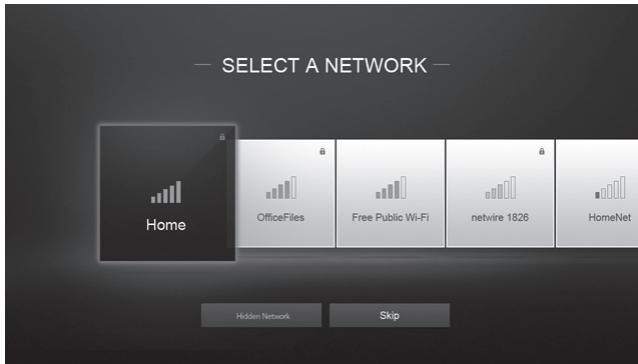 SELECT A NETWORK
Home
OfficeFiles
Free Public Wi-Fi
netwire 1826
HomeNet
Hidden Network
Skip